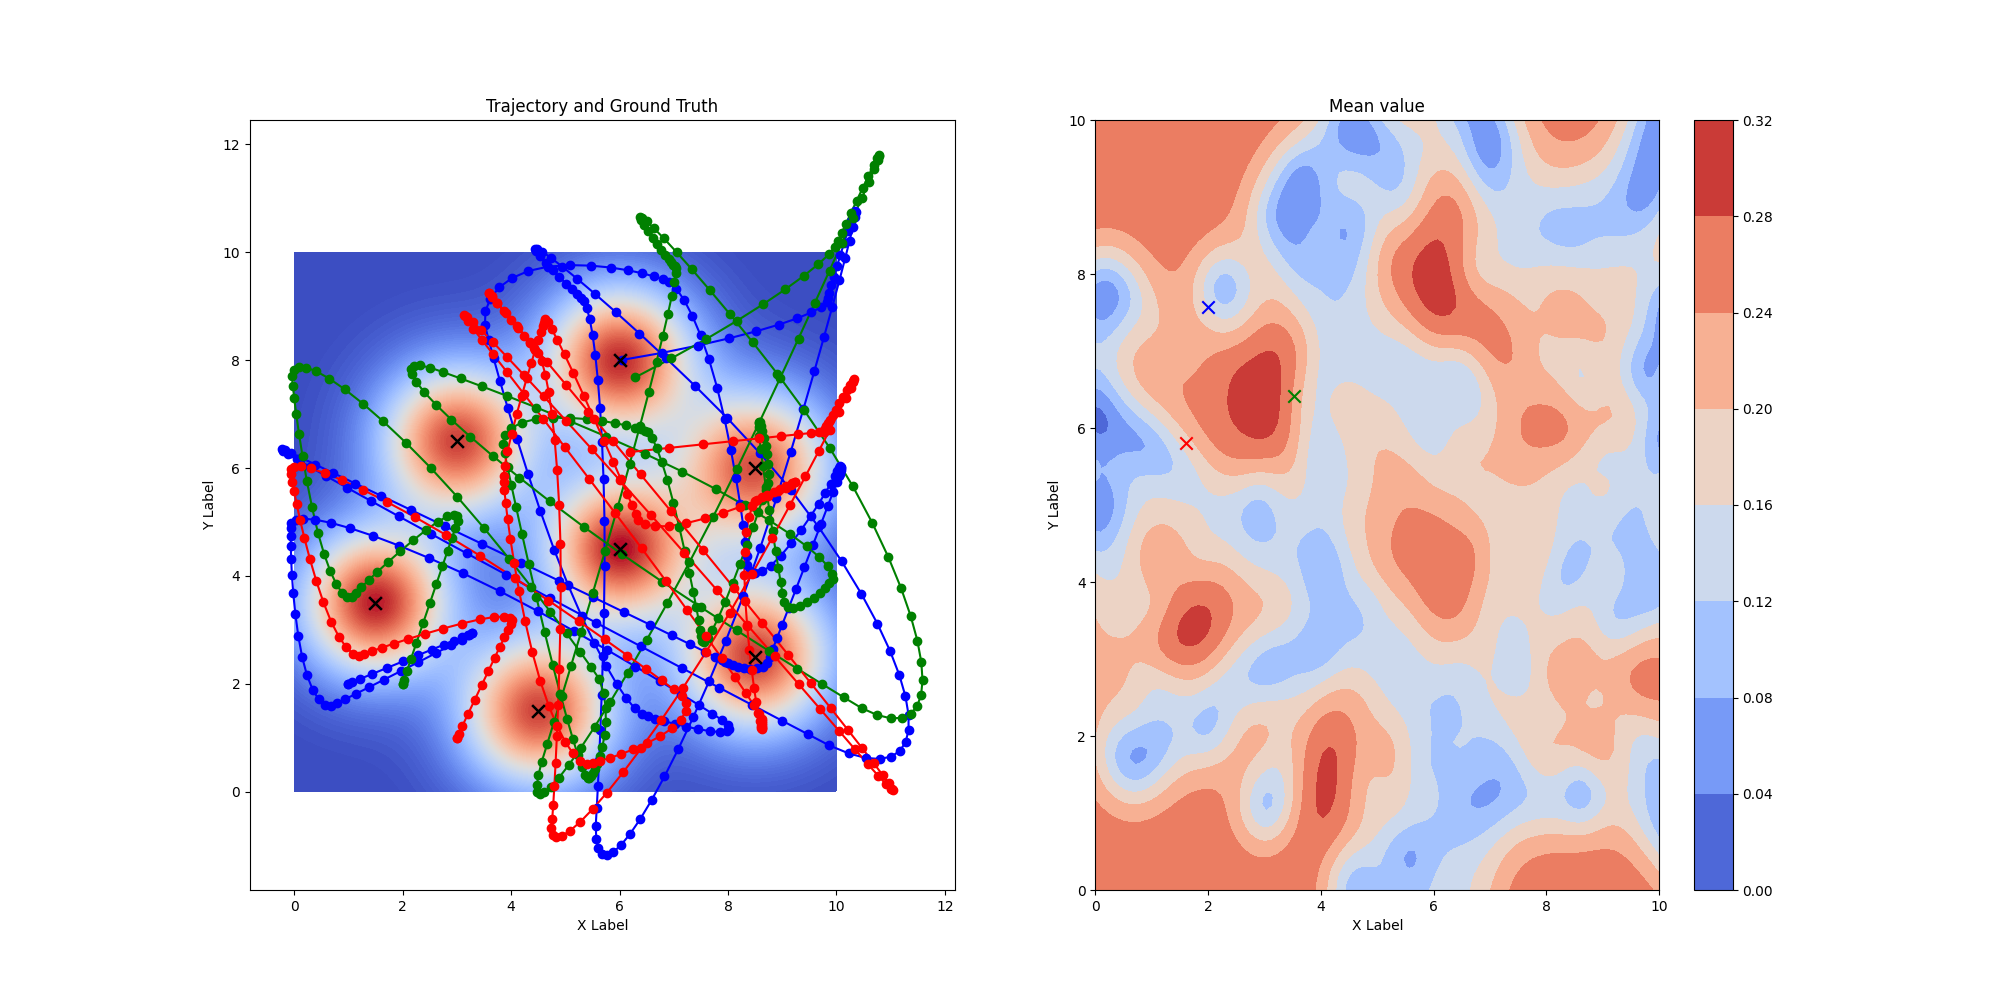 Trajectory and Ground Truth
12
10
8
6
4
2
0
Y Label
0 2 4 6 8 10 12
X Label
Mean value
10
8
6
4
2
0
Y Label
0 2 4 6 8 10
X Label
0.32
0.28
0.24
0.20
0.16
0.12
0.08
0.04
0.00